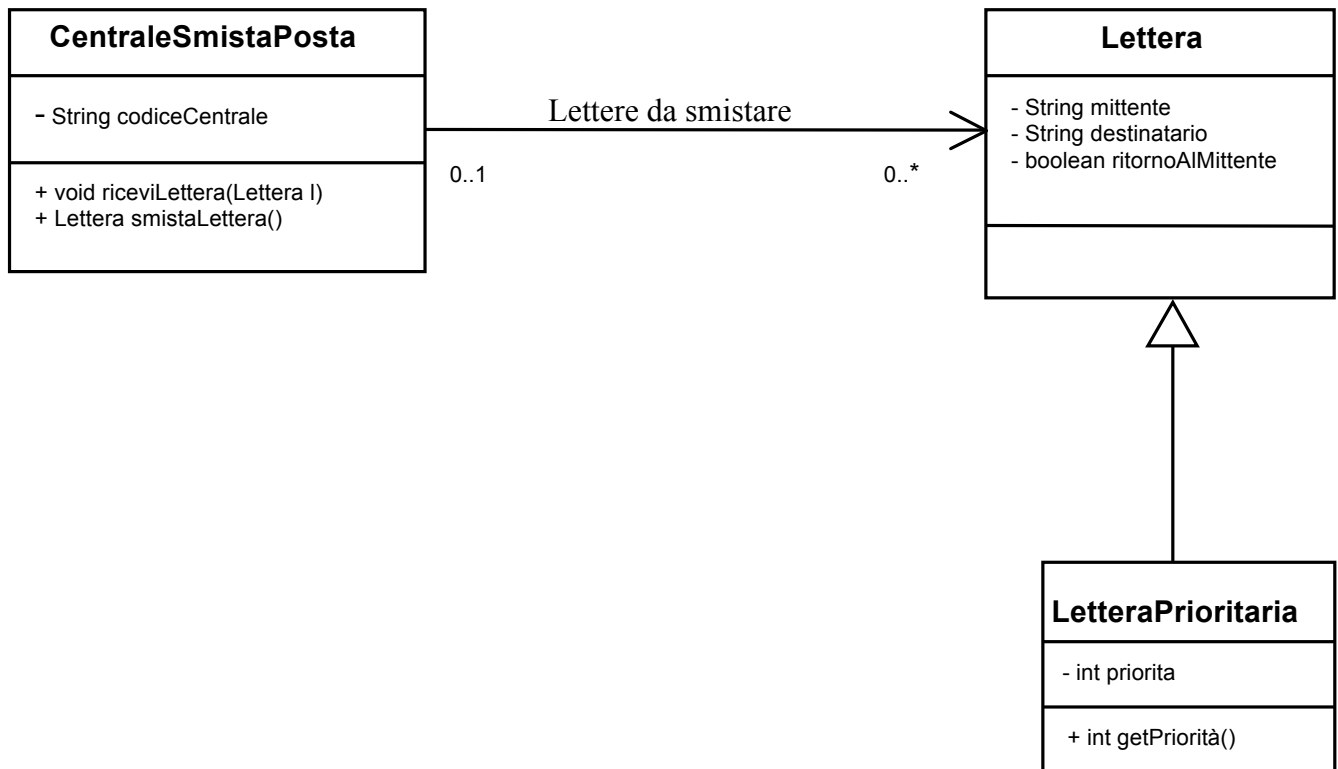 CentraleSmistaPosta
- String codiceCentrale
+ void riceviLettera(Lettera l)
+ Lettera smistaLettera()
Lettere da smistare
0..1
0..*
Lettera
- String mittente
- String destinatario
- boolean ritornoAlMittente
LetteraPrioritaria
- int priorita
+ int getPriorità()